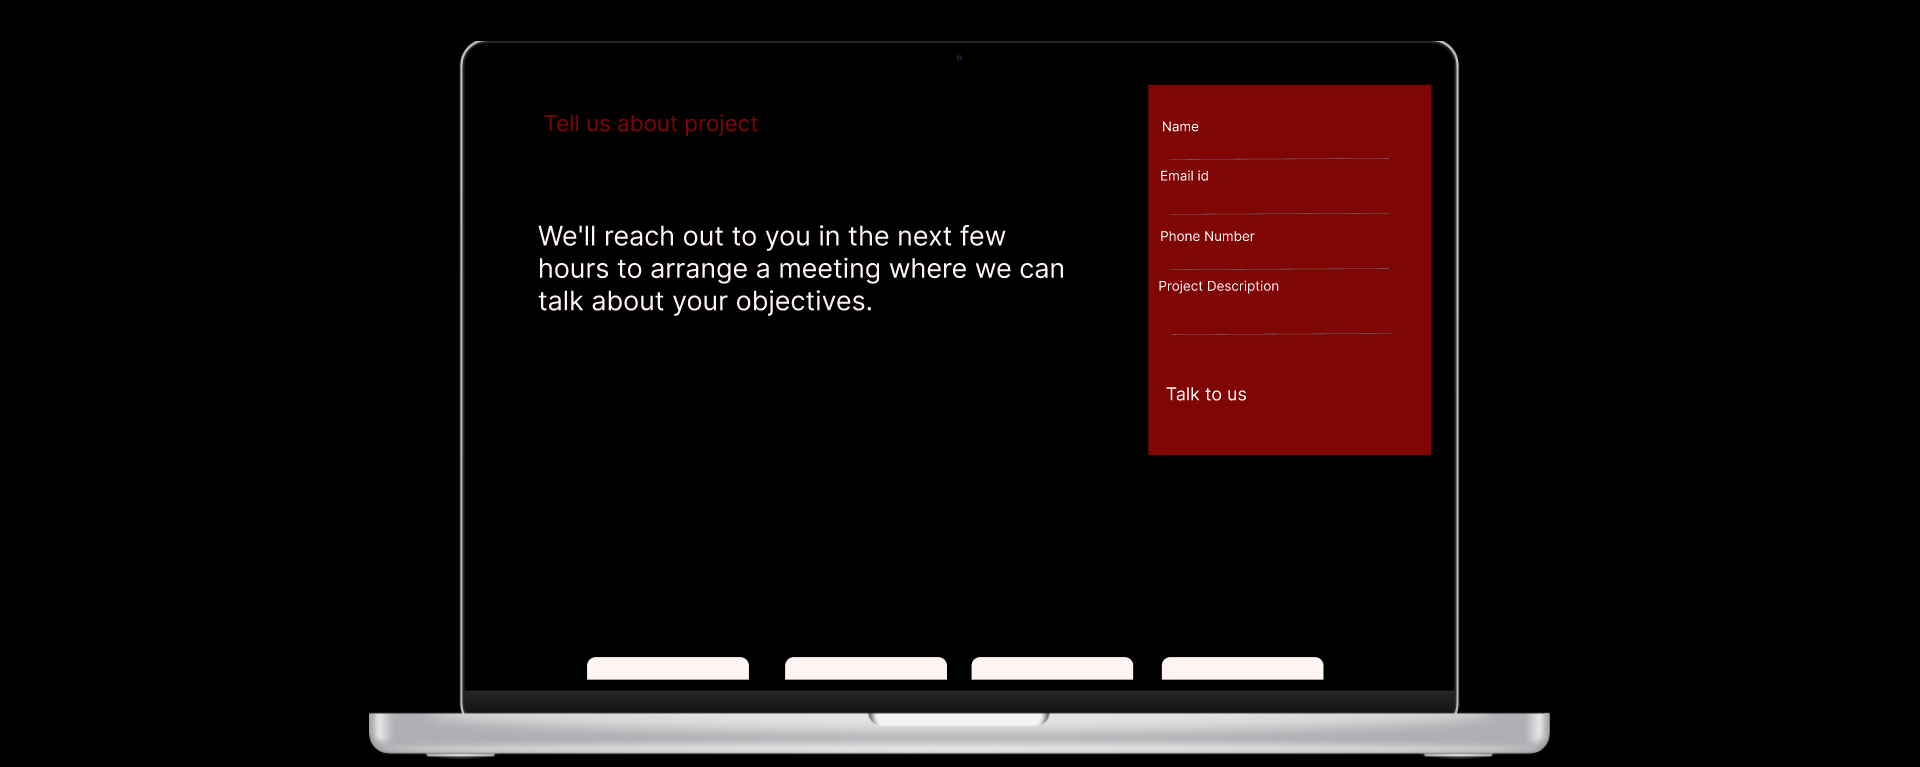 Tell us about project
We'll reach out to you in the next few
hours to arrange a meeting where we can
talk about your objectives.
Name
Email id
Phone Number
Project Description
Talk to us